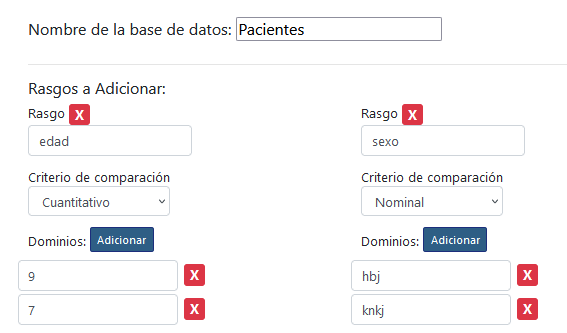 Nombre de la base de datos: Pacientes
Rasgos a Adicionar:
Rasgo X
edad
Criterio de comparación
Cuantitativo
Dominios: Adicionar
9 X
7 X
Rasgo X
sexo
Criterio de comparación
Nominal
Dominios: Adicionar
hbj X
knkj X